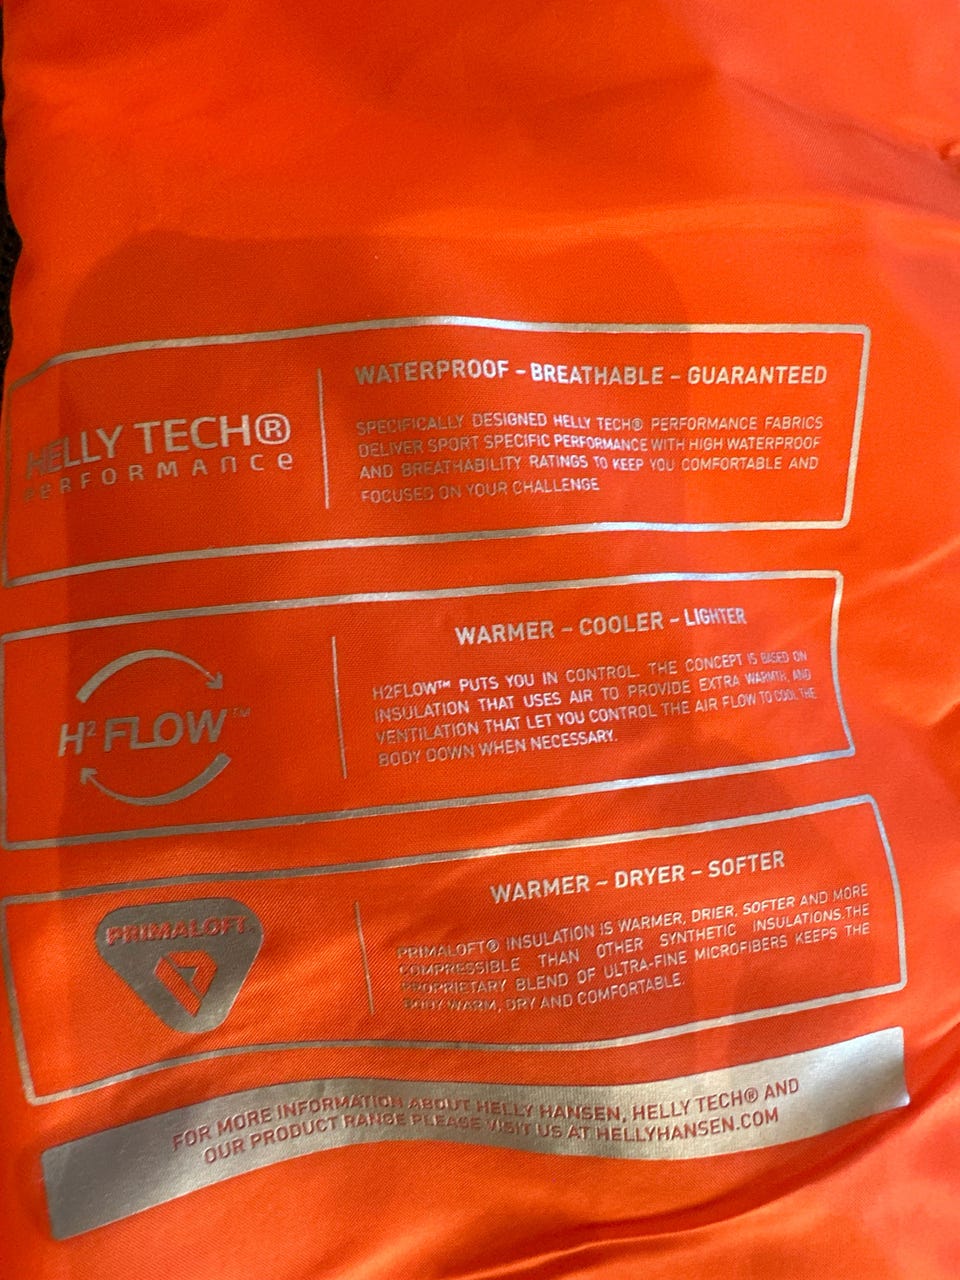 HELLY TECH®
PERFORMANCE
WATERPROOF – BREATHABLE – GUARANTEED
SPECIFICALLY DESIGNED HELLY TECH® PERFORMANCE FABRICS
DELIVER SPORT SPECIFIC PERFORMANCE WITH HIGH WATERPROOF
AND BREATHABILITY RATINGS TO KEEP YOU COMFORTABLE AND
FOCUSED ON YOUR CHALLENGE
H² FLOW™
WARMER – COOLER – LIGHTER
H2FLOW™ PUTS YOU IN CONTROL. THE CONCEPT IS BASED ON
INSULATION THAT USES AIR TO PROVIDE EXTRA WARMTH, AND
VENTILATION THAT LET YOU CONTROL THE AIR FLOW TO COOL THE
BODY DOWN WHEN NECESSARY.
PRIMALOFT.
WARMER – DRYER – SOFTER
PRIMALOFT® INSULATION IS WARMER, DRIER, SOFTER AND MORE
COMPRESSIBLE THAN OTHER SYNTHETIC INSULATIONS.THE
PROPRIETARY BLEND OF ULTRA-FINE MICROFIBERS KEEPS THE
BODY WARM, DRY AND COMFORTABLE.
FOR MORE INFORMATION ABOUT HELLY HANSEN, HELLY TECH® AND
OUR PRODUCT RANGE PLEASE VISIT US AT HELLYHANSEN.COM